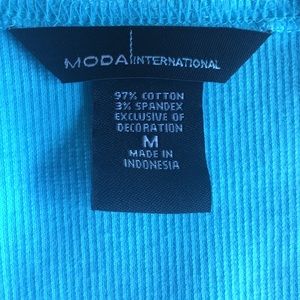 MODA INTERNATIONAL
97% COTTON
3% SPANDEX
EXCLUSIVE OF
DECORATION
M
MADE IN
INDONESIA